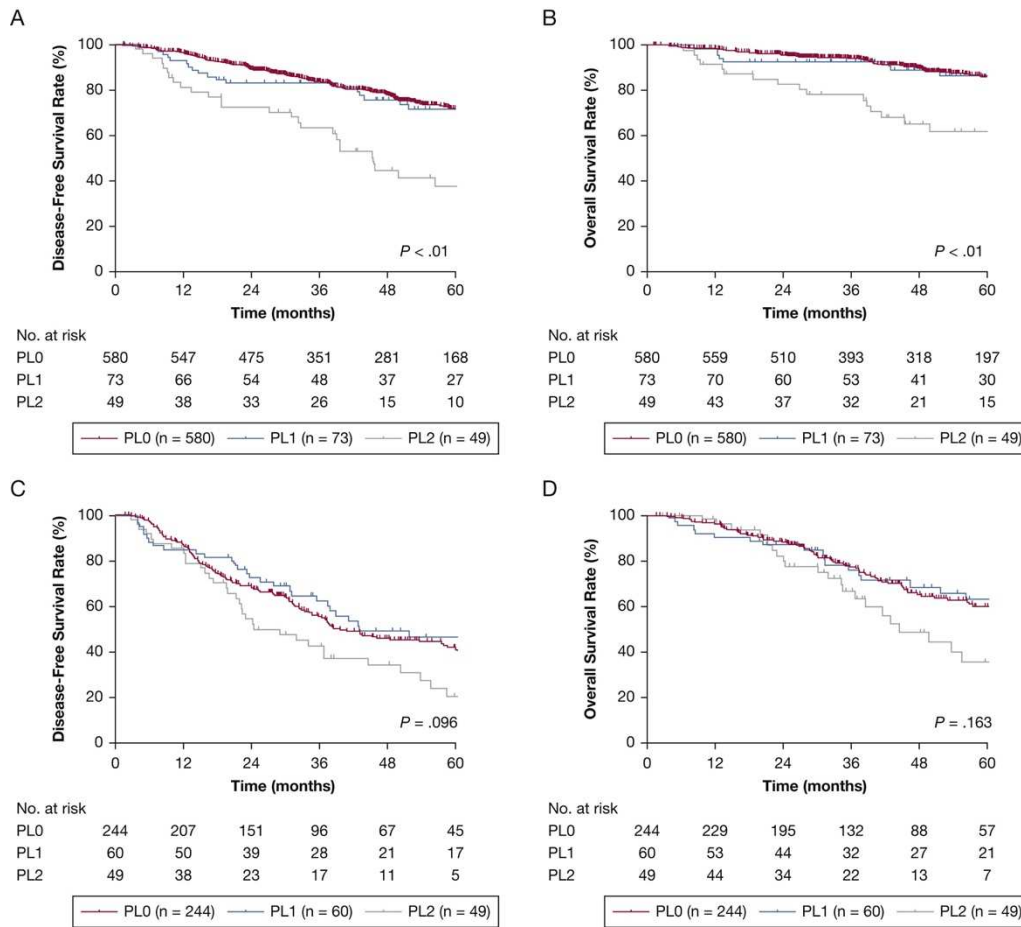 A
Disease-Free Survival Rate (%)
100
80
60
40
20
0
P < .01
0 12 24 36 48 60
Time (months)
No. at risk
PL0 580 547 475 351 281 168
PL1 73 66 54 48 37 27
PL2 49 38 33 26 15 10
PL0 (n = 580) PL1 (n = 73) PL2 (n = 49)
B
Overall Survival Rate (%)
100
80
60
40
20
0
P < .01
0 12 24 36 48 60
Time (months)
No. at risk
PL0 580 559 510 393 318 197
PL1 73 70 60 53 41 30
PL2 49 43 37 32 21 15
PL0 (n = 580) PL1 (n = 73) PL2 (n = 49)
C
Disease-Free Survival Rate (%)
100
80
60
40
20
0
P = .096
0 12 24 36 48 60
Time (months)
No. at risk
PL0 244 207 151 96 67 45
PL1 60 50 39 28 21 17
PL2 49 38 23 17 11 5
PL0 (n = 244) PL1 (n = 60) PL2 (n = 49)
D
Overall Survival Rate (%)
100
80
60
40
20
0
P = .163
0 12 24 36 48 60
Time (months)
No. at risk
PL0 244 229 195 132 88 57
PL1 60 53 44 32 27 21
PL2 49 44 34 22 13 7
PL0 (n = 244) PL1 (n = 60) PL2 (n = 49)